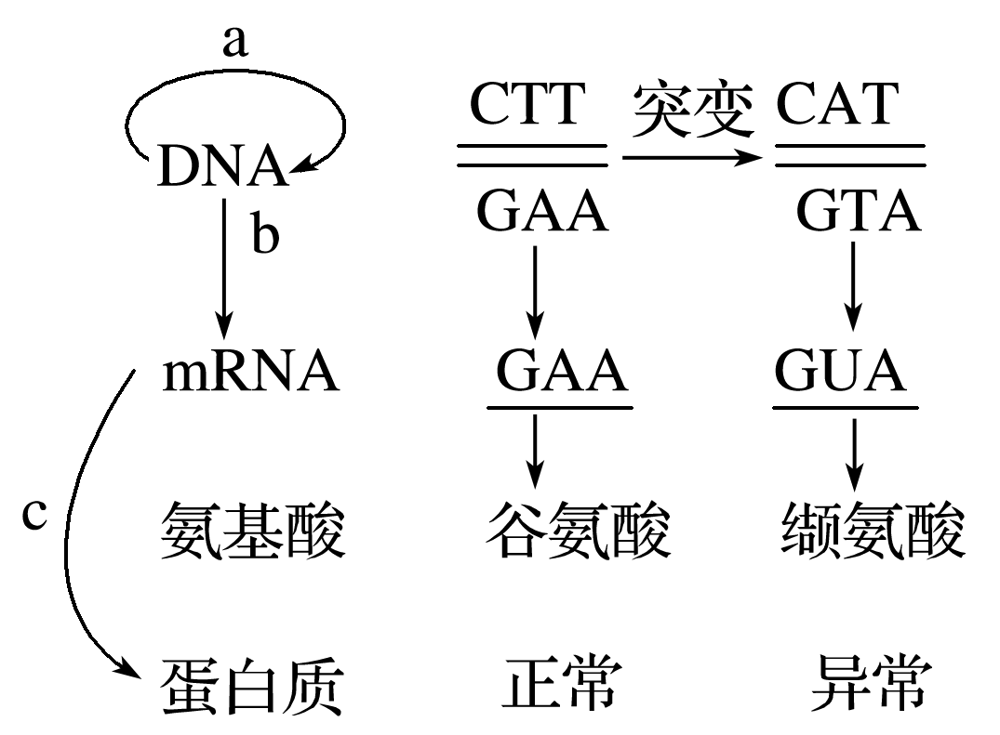 a
CTT 突变 CAT
DNA
GAA GTA
b
mRNA GAA GUA
c
氨基酸 谷氨酸 缬氨酸
蛋白质 正常 异常